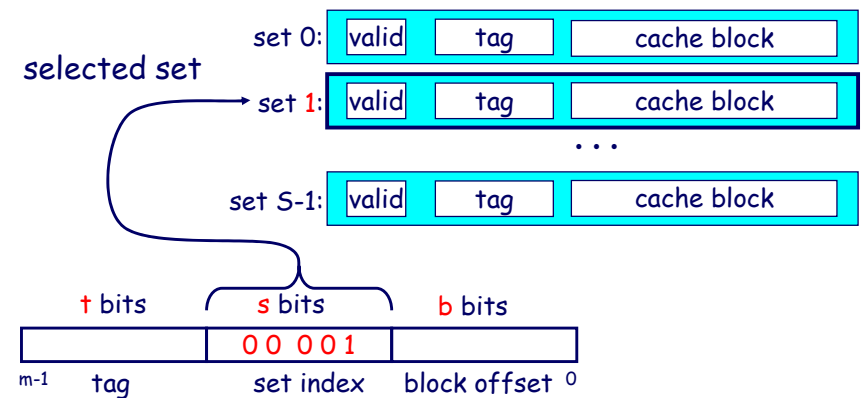 set 0: valid tag cache block
selected set
set 1: valid tag cache block
. . .
set S-1: valid tag cache block
t bits s bits b bits
0 0 0 0 1
m-1 tag set index block offset 0